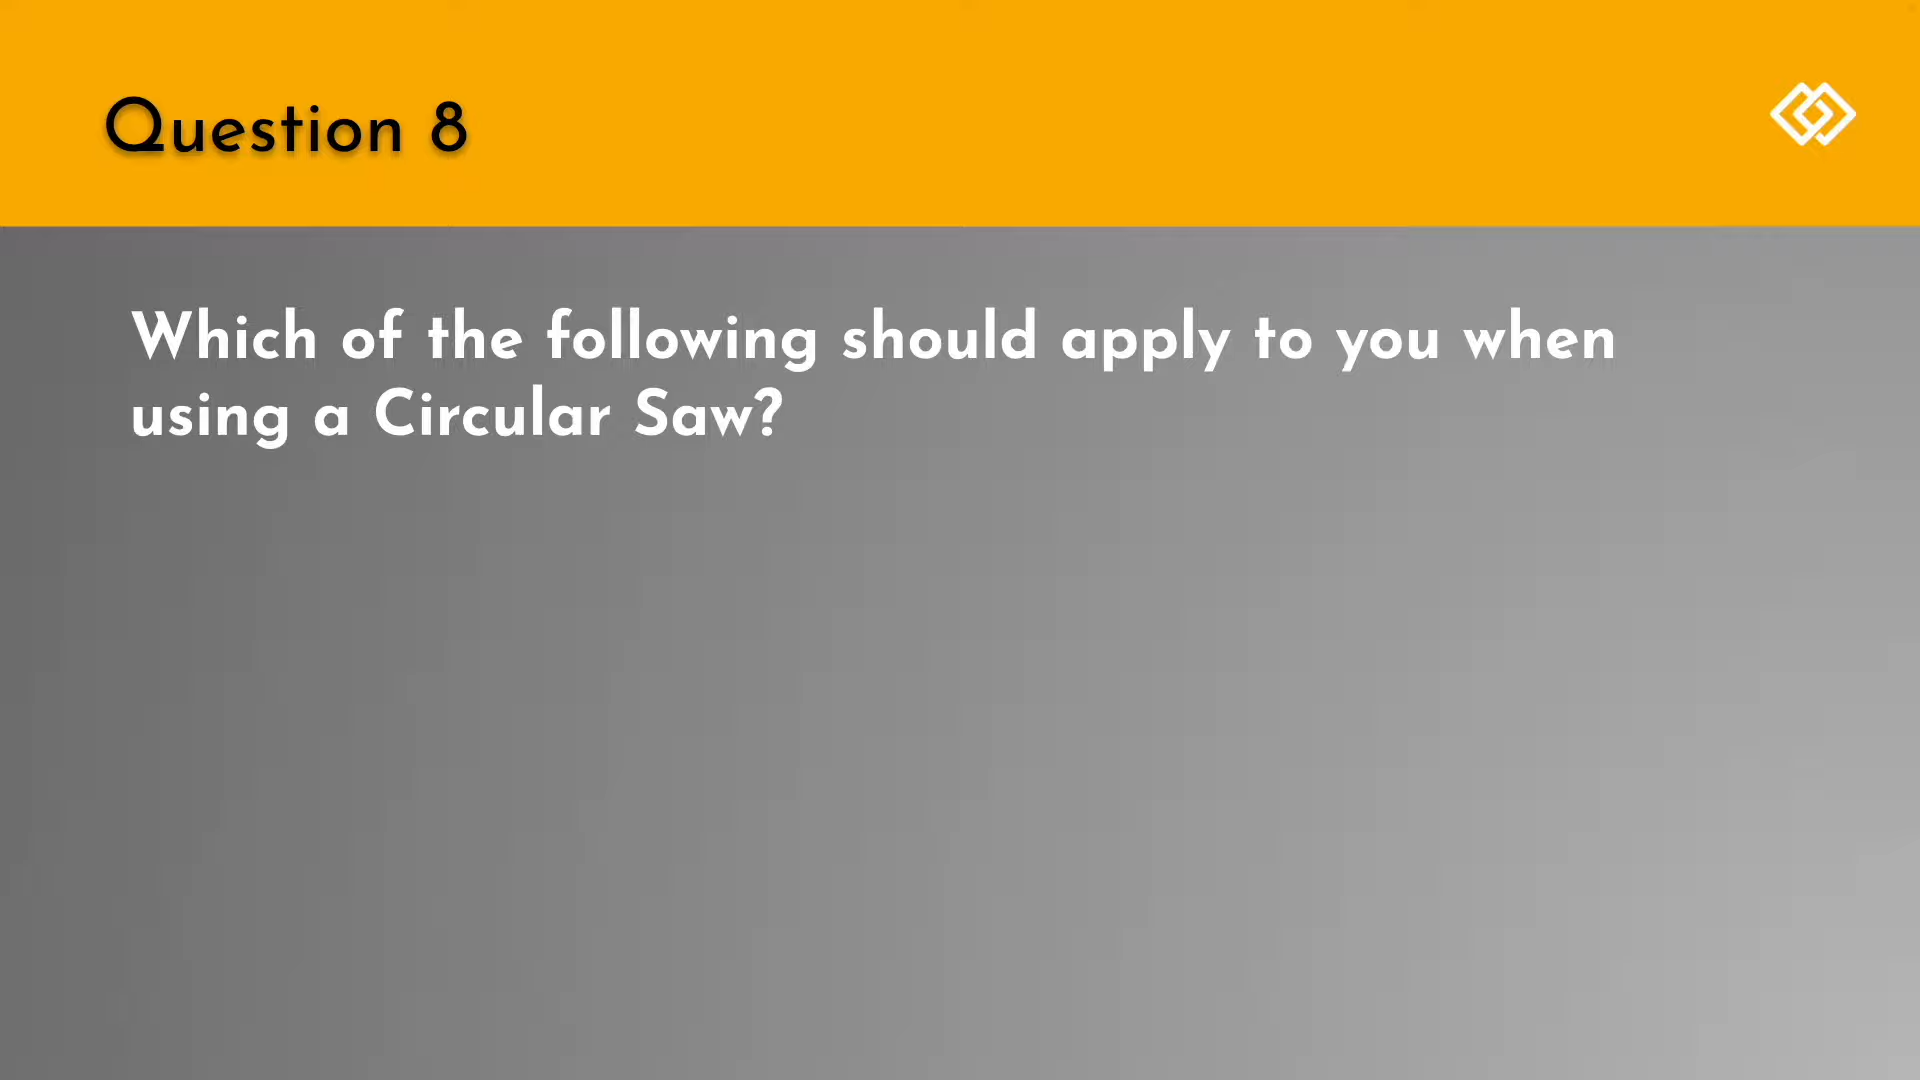 Question 8
Which of the following should apply to you when
using a Circular Saw?